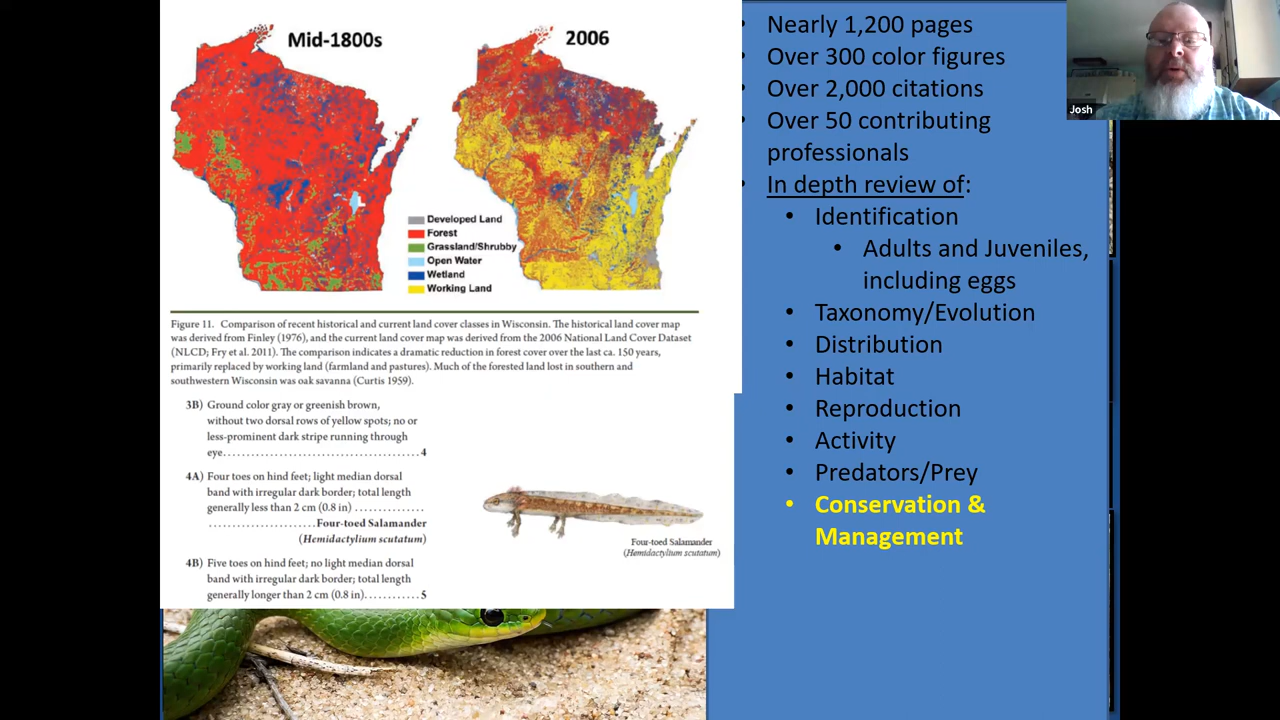 Mid-1800s
2006
Developed Land
Forest
Grassland/Shrubby
Open Water
Wetland
Working Land
Figure 11. Comparison of recent historical and current land cover classes in Wisconsin. The historical land cover map
was derived from Finley (1976), and the current land cover map was derived from the 2006 National Land Cover Dataset
(NLCD; Fry et al. 2011). The comparison indicates a dramatic reduction in forest cover over the last ca. 150 years,
primarily replaced by working land (farmland and pastures). Much of the forested land lost in southern and
southwestern Wisconsin was oak savanna (Curtis 1959).
3B) Ground color gray or greenish brown,
without two dorsal rows of yellow spots; no or
less-prominent dark stripe running through
eye........................................4
4A) Four toes on hind feet; light median dorsal
band with irregular dark border; total length
generally less than 2 cm (0.8 in) ..............
......................Four-toed Salamander
(Hemidactylium scutatum)
4B) Five toes on hind feet; no light median dorsal
band with irregular dark border; total length
generally longer than 2 cm (0.8 in)............5
Four-toed Salamander
(Hemidactylium scutatum)
• Nearly 1,200 pages
• Over 300 color figures
• Over 2,000 citations
• Over 50 contributing
professionals
• In depth review of:
• Identification
• Adults and Juveniles,
including eggs
• Taxonomy/Evolution
• Distribution
• Habitat
• Reproduction
• Activity
• Predators/Prey
• Conservation &
Management
Josh